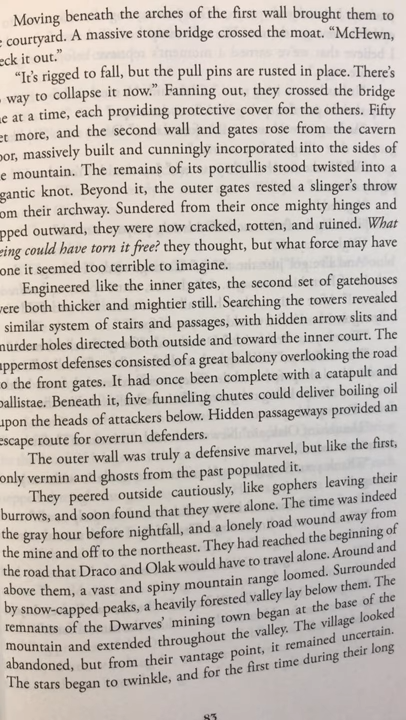 Moving beneath the arches of the first wall brought them to
courtyard. A massive stone bridge crossed the moat. “McHewn,
eck it out.”
“It’s rigged to fall, but the pull pins are rusted in place. There’s
way to collapse it now.” Fanning out, they crossed the bridge
e at a time, each providing protective cover for the others. Fifty
et more, and the second wall and gates rose from the cavern
oor, massively built and cunningly incorporated into the sides of
e mountain. The remains of its portcullis stood twisted into a
gantic knot. Beyond it, the outer gates rested a slinger’s throw
om their archway. Sundered from their once mighty hinges and
pped outward, they were now cracked, rotten, and ruined. What
eing could have torn it free? they thought, but what force may have
one it seemed too terrible to imagine.
Engineered like the inner gates, the second set of gatehouses
vere both thicker and mightier still. Searching the towers revealed
similar system of stairs and passages, with hidden arrow slits and
murder holes directed both outside and toward the inner court. The
uppermost defenses consisted of a great balcony overlooking the road
o the front gates. It had once been complete with a catapult and
ballistae. Beneath it, five funneling chutes could deliver boiling oil
upon the heads of attackers below. Hidden passageways provided an
escape route for overrun defenders.
The outer wall was truly a defensive marvel, but like the first,
only vermin and ghosts from the past populated it.
They peered outside cautiously, like gophers leaving their
burrows, and soon found that they were alone. The time was indeed
the gray hour before nightfall, and a lonely road wound away from
the mine and off to the northeast. They had reached the beginning of
the road that Draco and Olak would have to travel alone. Around and
above them, a vast and spiny mountain range loomed. Surrounded
by snow-capped peaks, a heavily forested valley lay below them. The
remnants of the Dwarves’ mining town began at the base of the
mountain and extended throughout the valley. The village looked
abandoned, but from their vantage point, it remained uncertain.
The stars began to twinkle, and for the first time during their long
83